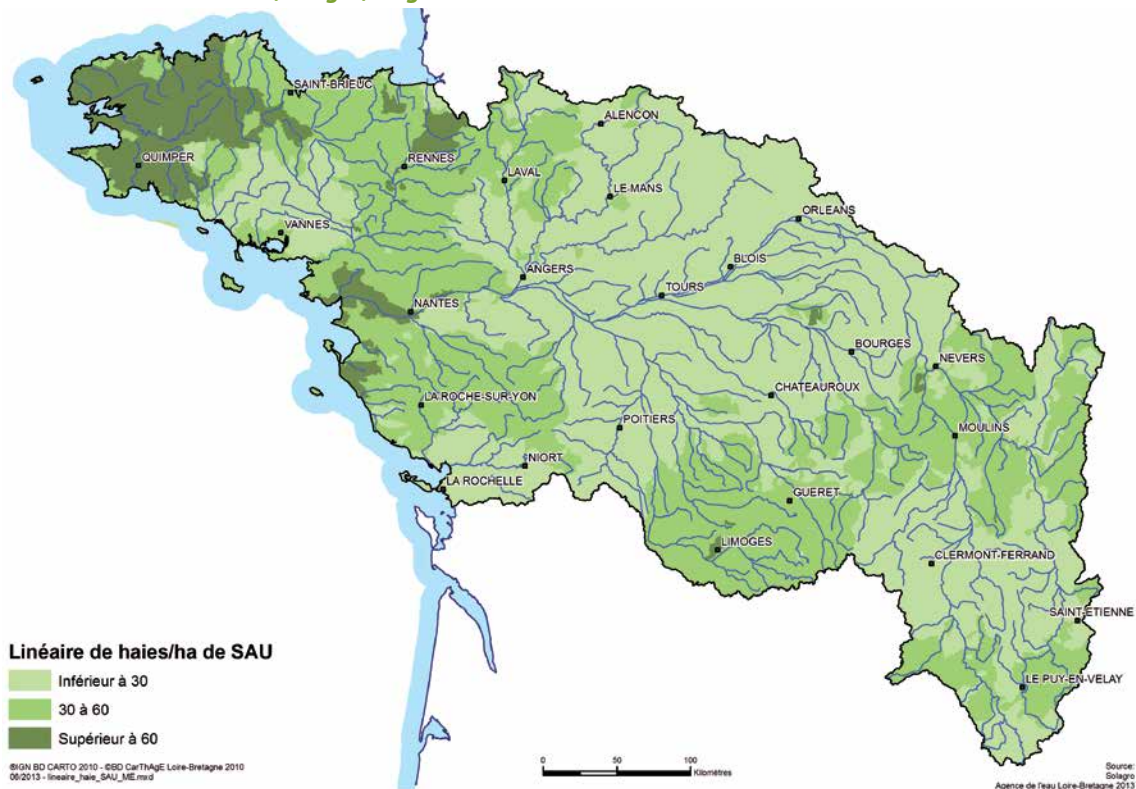 SAINT-BRIEUC
ALENCON
QUIMPER
RENNES
LAVAL
LE MANS
ORLEANS
VANNES
BLOIS
ANGERS
TOURS
NANTES
BOURGES
NEVERS
CHATEAUROUX
LA ROCHE-SUR-YON
POITIERS
MOULINS
NIORT
LA ROCHELLE
GUERET
LIMOGES
CLERMONT-FERRAND
SAINT-ETIENNE
LE PUY-EN-VELAY
Linéaire de haies/ha de SAU
Inférieur à 30
30 à 60
Supérieur à 60
©IGN BD CARTO 2010 - ©BD CarThAgE Loire-Bretagne 2010
06/2013 - lineaire_haie_SAU_ME.mxd
0 50 100
Kilomètres
Source:
Solagro
Agence de l'eau Loire-Bretagne 2013